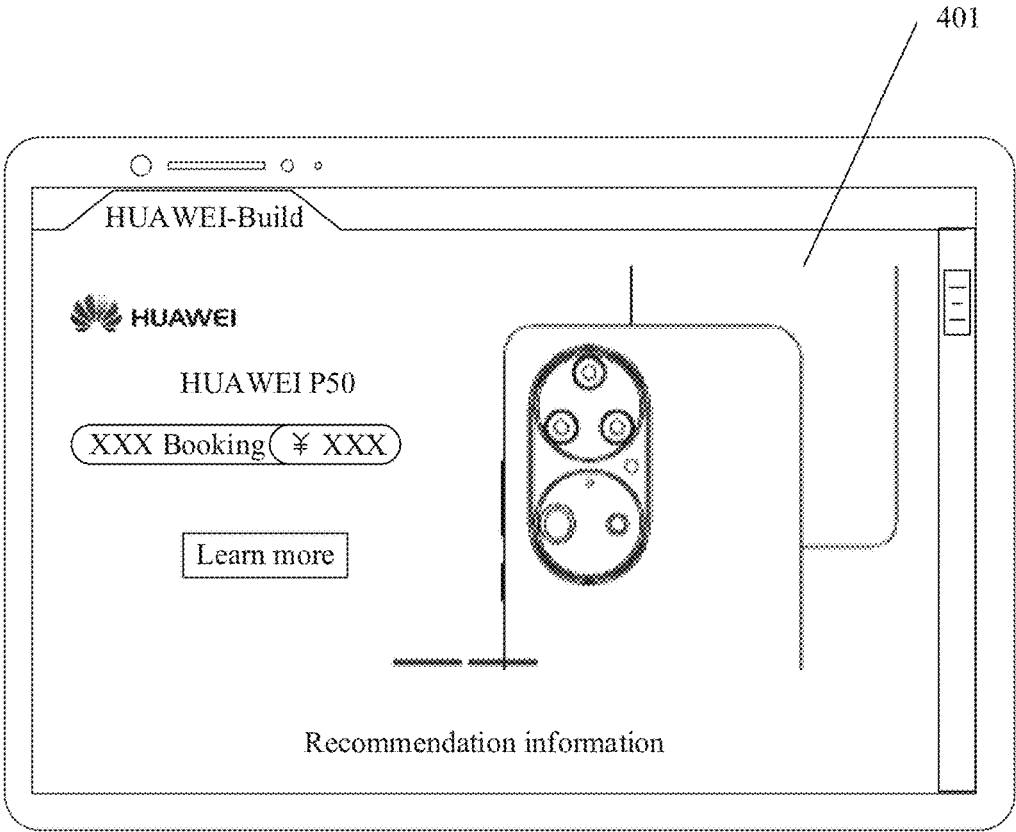 401
HUAWEI-Build
HUAWEI
HUAWEI P50
XXX Booking ¥ XXX
Learn more
Recommendation information